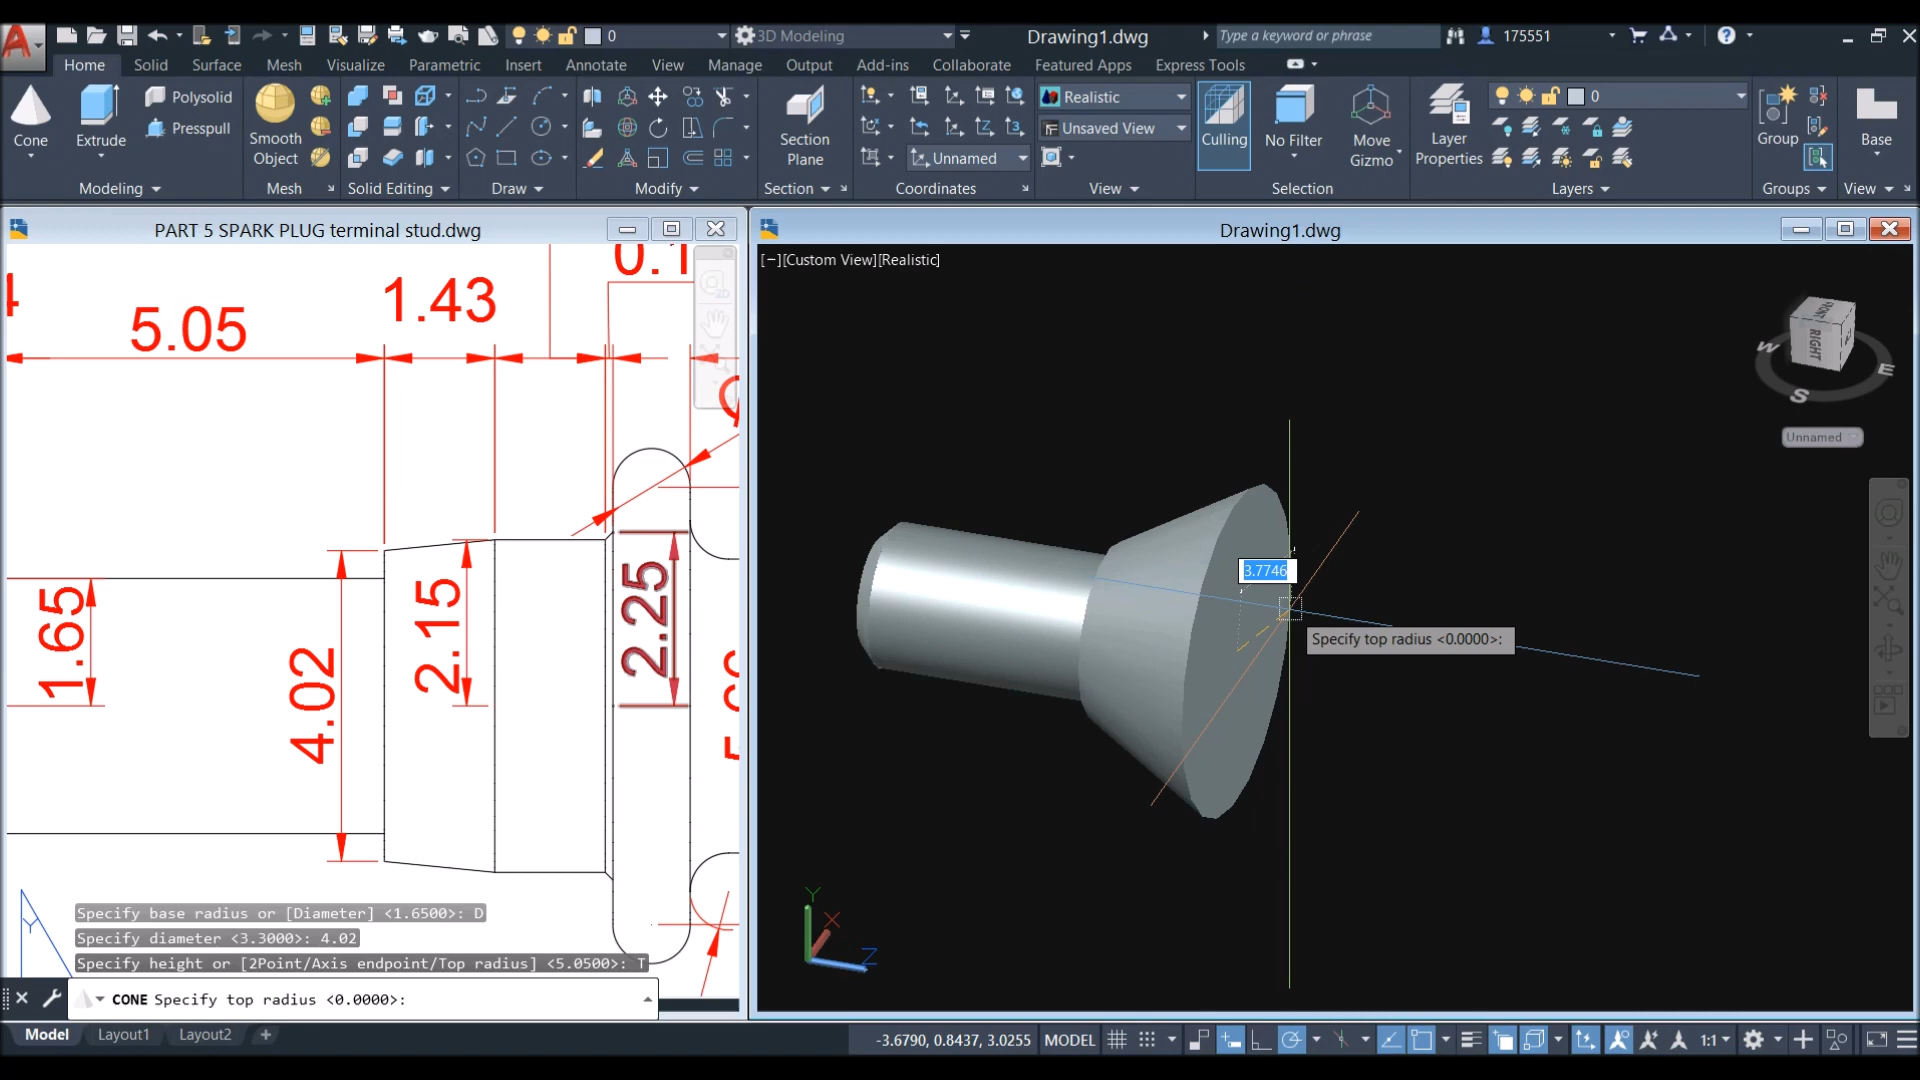 0
3D Modeling
Drawing1.dwg
Type a keyword or phrase
175551
Home
Solid
Surface
Mesh
Visualize
Parametric
Insert
Annotate
View
Manage
Output
Add-ins
Collaborate
Featured Apps
Express Tools
Cone
Extrude
Polysolid
Presspull
Smooth
Object
Section
Plane
Unnamed
Realistic
Unsaved View
Culling
No Filter
Move
Gizmo
Layer
Properties
0
Group
Base
Modeling
Mesh
Solid Editing
Draw
Modify
Section
Coordinates
View
Selection
Layers
Groups
View
PART 5 SPARK PLUG terminal stud.dwg
Drawing1.dwg
[−][Custom View][Realistic]
5.05
1.43
0.1
1.65
4.02
2.15
2.25
FRONT
RIGHT
W
S
E
Unnamed
3.7746
Specify top radius <0.0000>:
Y
X
Z
Y
Specify base radius or [Diameter] <1.6500>: D
Specify diameter <3.3000>: 4.02
Specify height or [2Point/Axis endpoint/Top radius] <5.0500>: T
CONE Specify top radius <0.0000>:
Model
Layout1
Layout2
-3.6790, 0.8437, 3.0255
MODEL
1:1